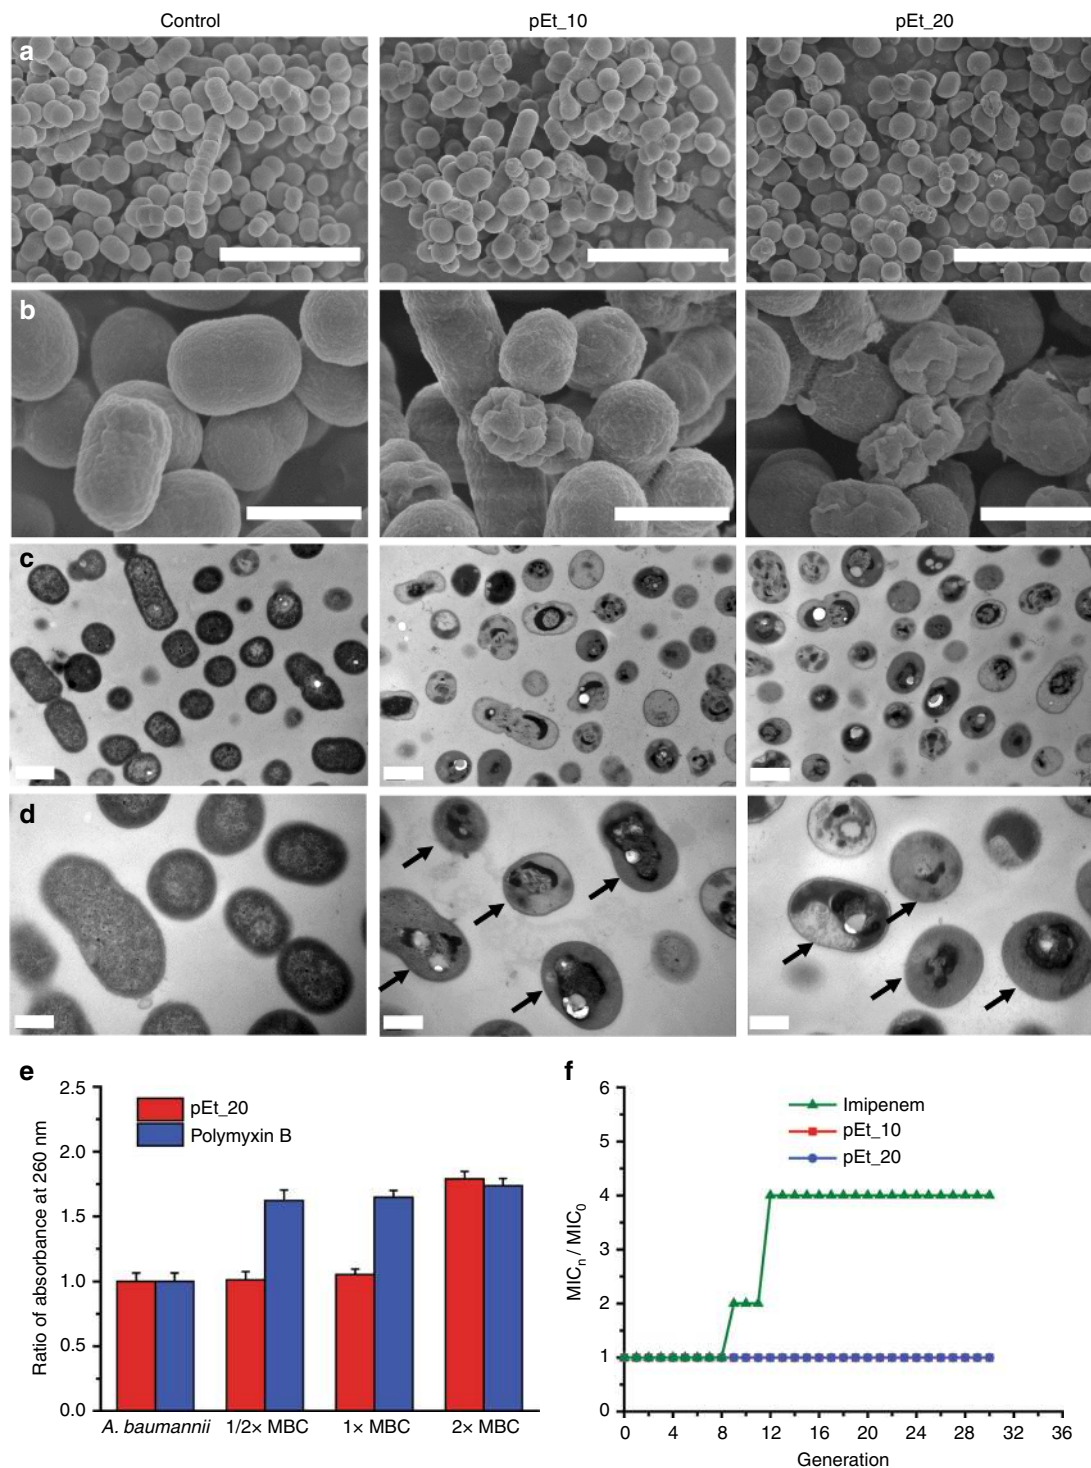 Control pEt_10 pEt_20
a
b
c
d
e
2.5
2.0
1.5
1.0
0.5
0.0
Ratio of absorbance at 260 nm
pEt_20
Polymyxin B
A. baumannii 1/2× MBC 1× MBC 2× MBC
f
6
5
4
3
2
1
0
MICn / MIC0
Imipenem
pEt_10
pEt_20
0 4 8 12 16 20 24 28 32 36
Generation